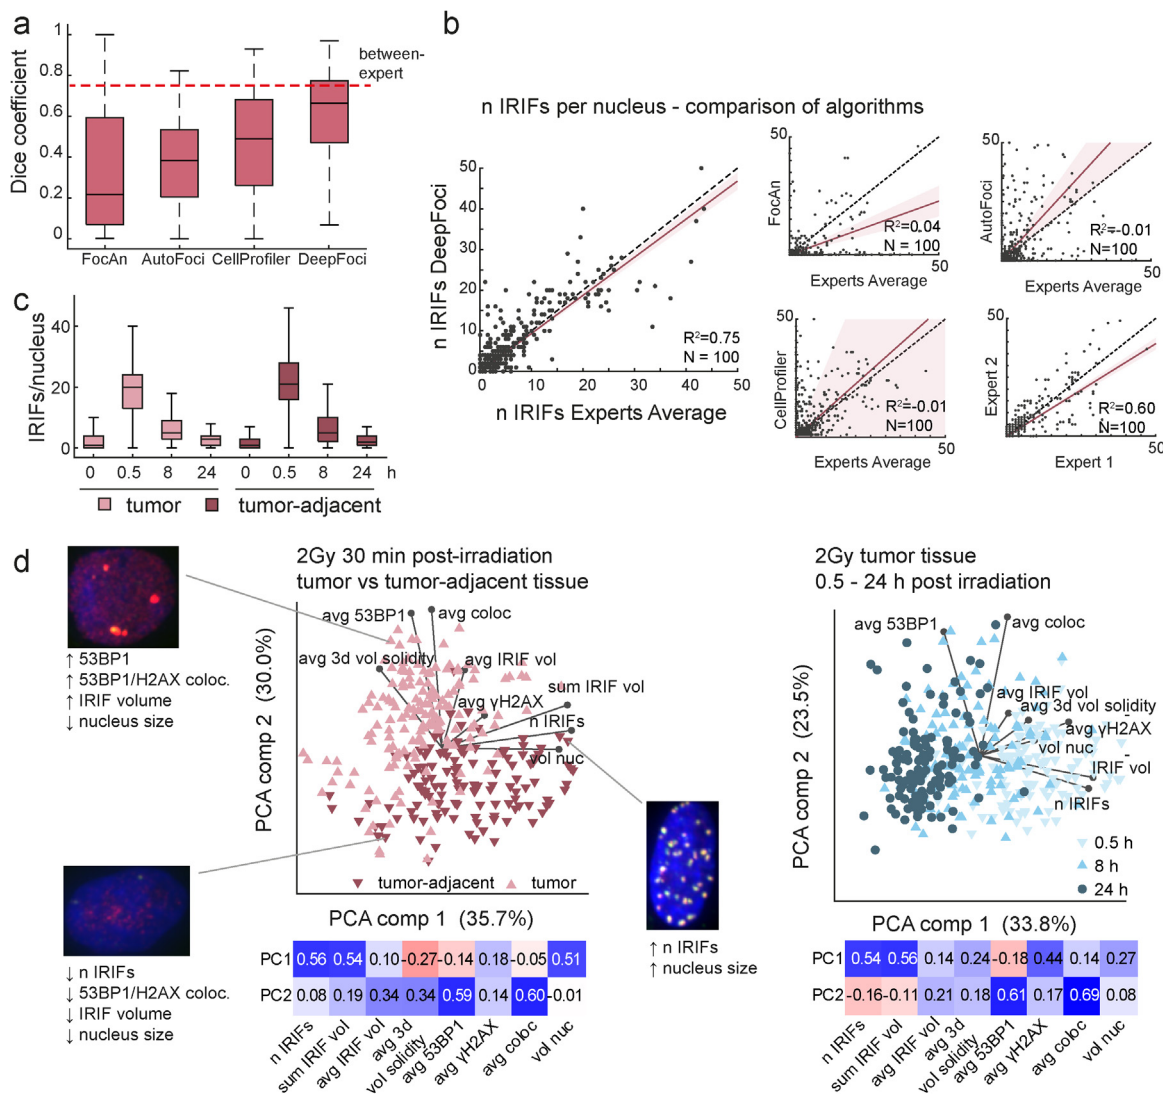 a
Dice coefficient
1
0.8
0.6
0.4
0.2
0
between-
expert
FocAn AutoFoci CellProfiler DeepFoci
b
n IRIFs per nucleus - comparison of algorithms
n IRIFs DeepFoci
50
40
30
20
10
0
R²=0.75
N = 100
0 10 20 30 40 50
n IRIFs Experts Average
FocAn
50
R²=0.04
N = 100
50
Experts Average
AutoFoci
50
R²=-0.01
N=100
50
Experts Average
CellProfiler
50
R²=-0.01
N=100
50
Experts Average
Expert 2
50
R²=0.60
N=100
50
Expert 1
c
IRIFs/nucleus
40
20
0
0 0.5 8 24 0 0.5 8 24 h
tumor tumor-adjacent
d
↑ 53BP1
↑ 53BP1/H2AX coloc.
↑ IRIF volume
↓ nucleus size
↓ n IRIFs
↓ 53BP1/H2AX coloc.
↓ IRIF volume
↓ nucleus size
2Gy 30 min post-irradiation
tumor vs tumor-adjacent tissue
PCA comp 2 (30.0%)
avg 53BP1
avg coloc
avg 3d vol solidity
avg IRIF vol
sum IRIF vol
avg γH2AX
n IRIFs
vol nuc
tumor-adjacent tumor
PCA comp 1 (35.7%)
PC1 0.56 0.54 0.10 -0.27 -0.14 0.18 -0.05 0.51
PC2 0.08 0.19 0.34 0.34 0.59 0.14 0.60 -0.01
n IRIFs
sum IRIF vol
avg IRIF vol
avg 3d
vol solidity
avg 53BP1
avg γH2AX
avg coloc
vol nuc
↑ n IRIFs
↑ nucleus size
2Gy tumor tissue
0.5 - 24 h post irradiation
PCA comp 2 (23.5%)
avg 53BP1
avg coloc
avg IRIF vol
avg 3d vol solidity
avg γH2AX
vol nuc
IRIF vol
n IRIFs
0.5 h
8 h
24 h
PCA comp 1 (33.8%)
PC1 0.54 0.56 0.14 0.24 -0.18 0.44 0.14 0.27
PC2 -0.16 -0.11 0.21 0.18 0.61 0.17 0.69 0.08
n IRIFs
sum IRIF vol
avg IRIF vol
avg 3d
vol solidity
avg 53BP1
avg γH2AX
avg coloc
vol nuc